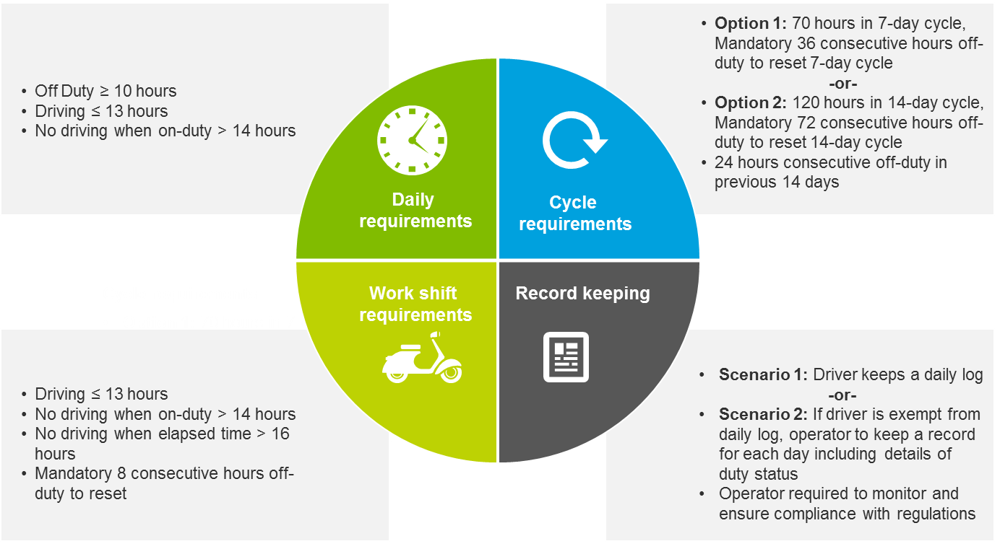 • Off Duty ≥ 10 hours
• Driving ≤ 13 hours
• No driving when on-duty > 14 hours
Daily
requirements
• Option 1: 70 hours in 7-day cycle,
Mandatory 36 consecutive hours off-
duty to reset 7-day cycle
-or-
• Option 2: 120 hours in 14-day cycle,
Mandatory 72 consecutive hours off-
duty to reset 14-day cycle
• 24 hours consecutive off-duty in
previous 14 days
Cycle
requirements
Work shift
requirements
• Driving ≤ 13 hours
• No driving when on-duty > 14 hours
• No driving when elapsed time > 16
hours
• Mandatory 8 consecutive hours off-
duty to reset
Record keeping
• Scenario 1: Driver keeps a daily log
-or-
• Scenario 2: If driver is exempt from
daily log, operator to keep a record
for each day including details of
duty status
• Operator required to monitor and
ensure compliance with regulations